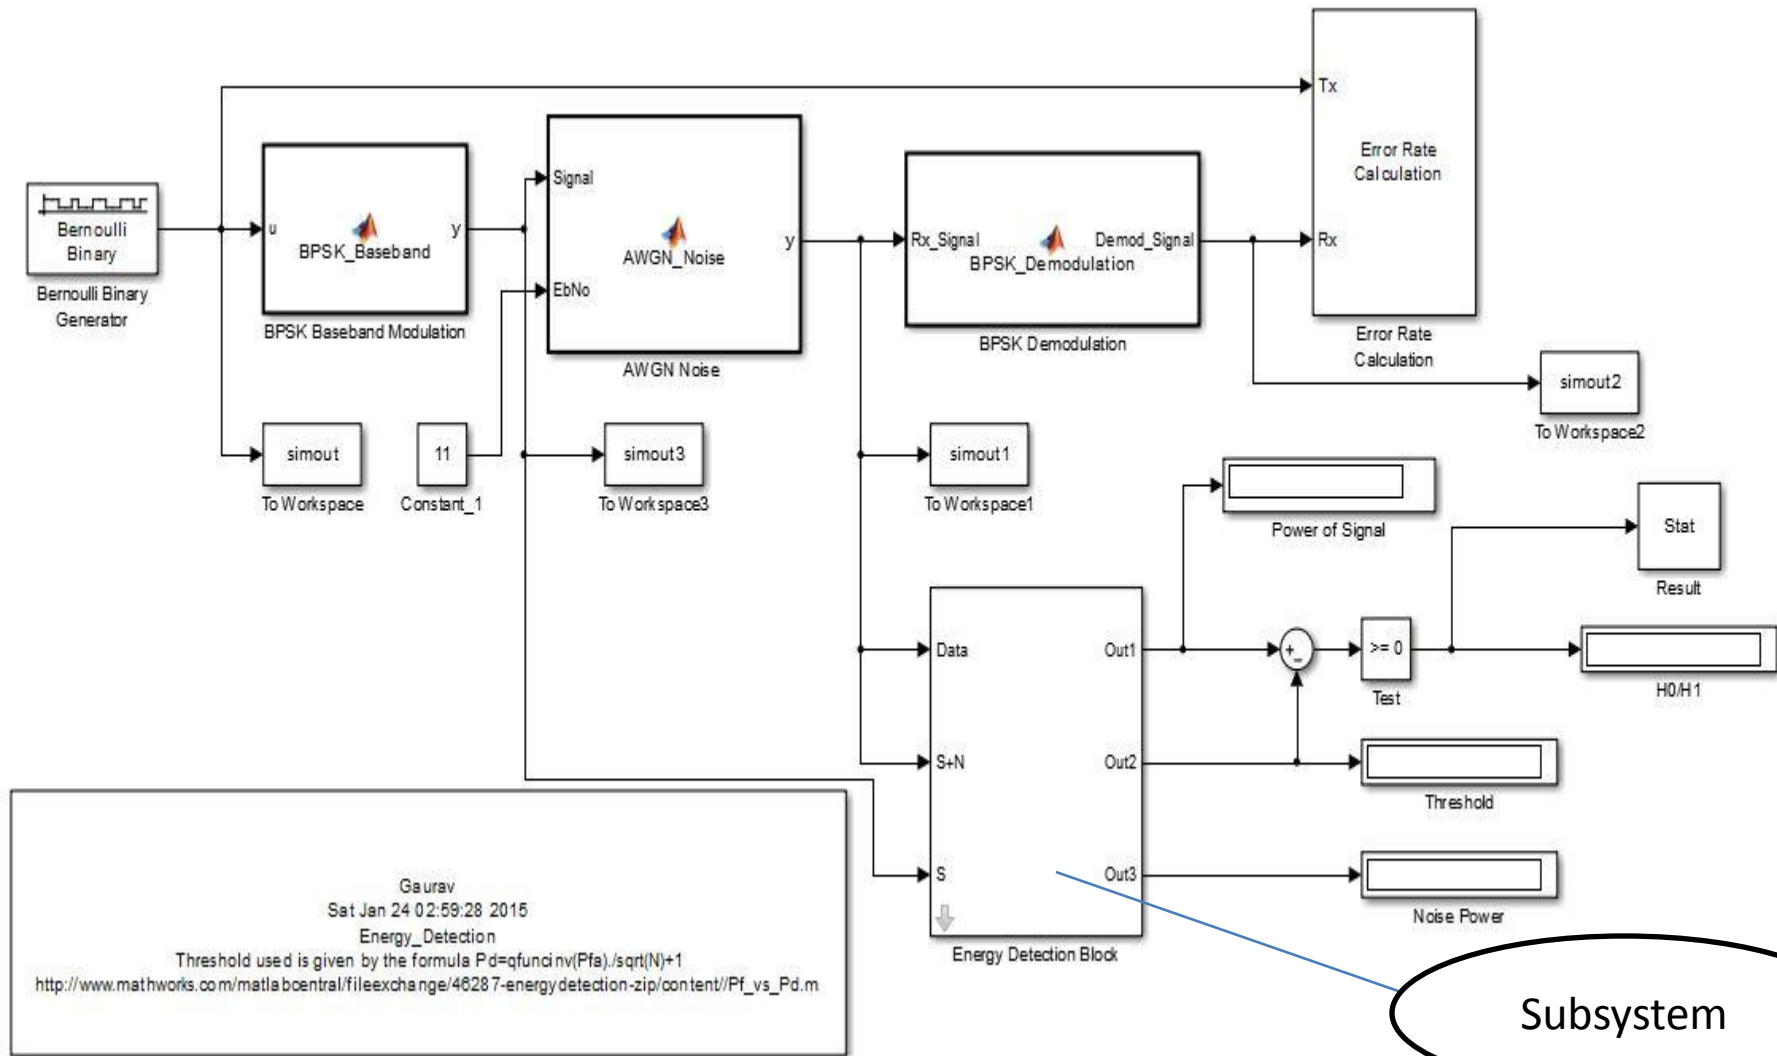 Tx
Error Rate
Calculation
Rx
Error Rate
Calculation
Bernoulli
Binary
Bernoulli Binary
Generator
u
BPSK_Baseband
y
BPSK Baseband Modulation
Signal
AWGN_Noise
EbNo
y
AWGN Noise
Rx_Signal
BPSK_Demodulation
Demod_Signal
BPSK Demodulation
simout
To Workspace
11
Constant_1
simout3
To Workspace3
simout1
To Workspace1
simout2
To Workspace2
Power of Signal
Stat
Result
Data
S+N
S
Out1
Out2
Out3
Energy Detection Block
+
_
>= 0
Test
H0/H1
Threshold
Noise Power
Gaurav
Sat Jan 24 02:59:28 2015
Energy_Detection
Threshold used is given by the formula Pd=qfuncinv(Pfa)./sqrt(N)+1
http://www.mathworks.com/matlabcentral/fileexchange/46287-energydetection-zip/content//Pf_vs_Pd.m
Subsystem